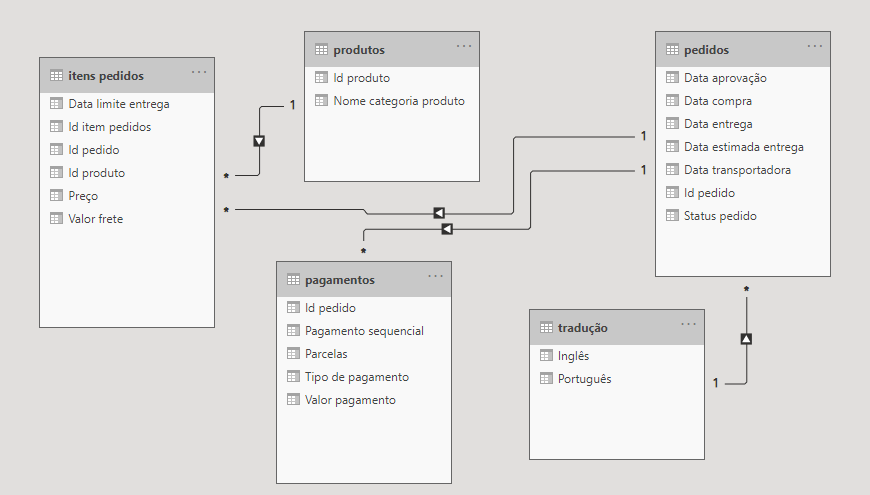 itens pedidos
Data limite entrega
Id item pedidos
Id pedido
Id produto
Preço
Valor frete
produtos
Id produto
Nome categoria produto
pedidos
Data aprovação
Data compra
Data entrega
Data estimada entrega
Data transportadora
Id pedido
Status pedido
1
*
1
*
1
*
pagamentos
Id pedido
Pagamento sequencial
Parcelas
Tipo de pagamento
Valor pagamento
tradução
Inglês
Português
*
1